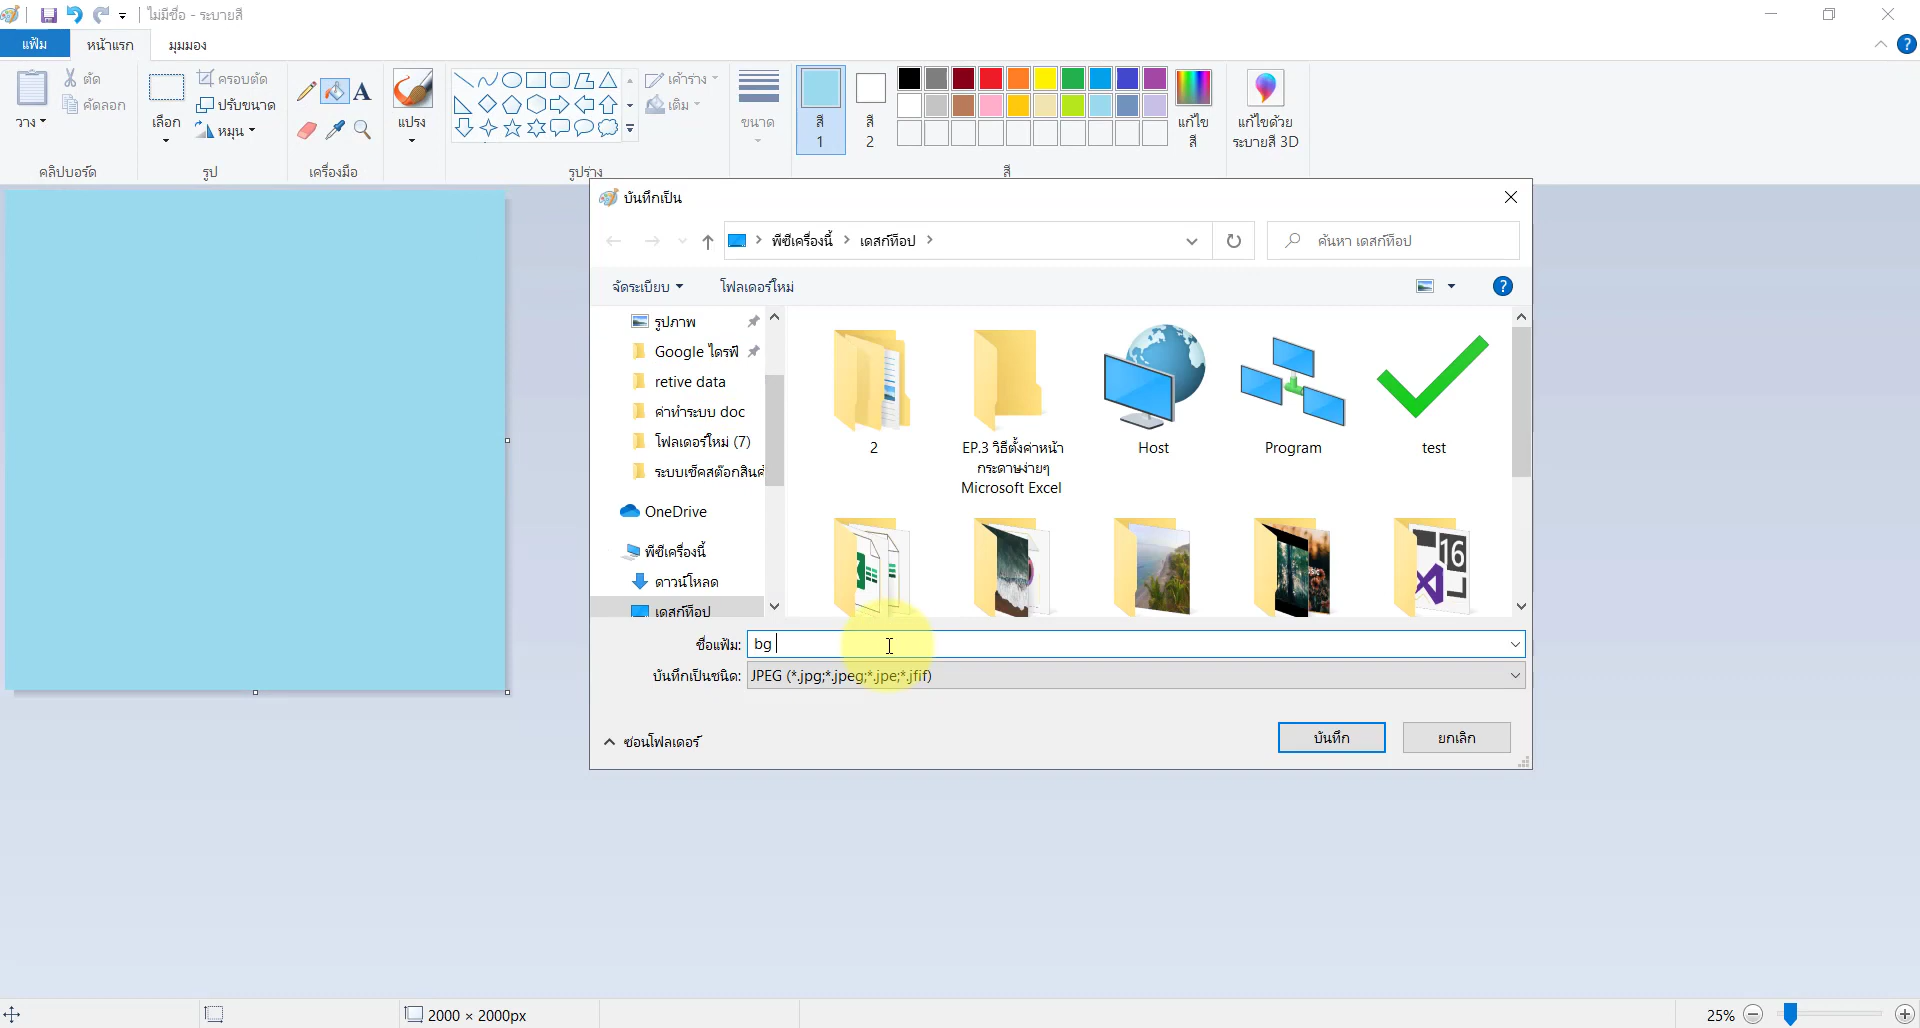 ไม่มีชื่อ - ระบายสี
แฟ้ม
หน้าแรก
มุมมอง
วาง
ตัด
คัดลอก
คลิปบอร์ด
เลือก
ครอบตัด
ปรับขนาด
หมุน
รูป
A
เครื่องมือ
แปรง
เค้าร่าง
เติม
รูปร่าง
ขนาด
สี
1
สี
2
แก้ไข
สี
แก้ไขด้วย
ระบายสี 3D
สี
บันทึกเป็น
พีซีเครื่องนี้
เดสก์ท็อป
ค้นหา เดสก์ท็อป
จัดระเบียบ
โฟลเดอร์ใหม่
รูปภาพ
Google ไดรฟ์
retive data
ค่าทำระบบ doc
โฟลเดอร์ใหม่ (7)
ระบบเช็คสต๊อกสินค้
OneDrive
พีซีเครื่องนี้
ดาวน์โหลด
เดสก์ท็อป
2
EP.3 วิธีตั้งค่าหน้า
กระดาษง่ายๆ
Microsoft Excel
Host
Program
test
16
ชื่อแฟ้ม:
bg
บันทึกเป็นชนิด:
JPEG (*.jpg;*.jpeg;*.jpe;*.jfif)
ซ่อนโฟลเดอร์
บันทึก
ยกเลิก
2000 × 2000px
25%